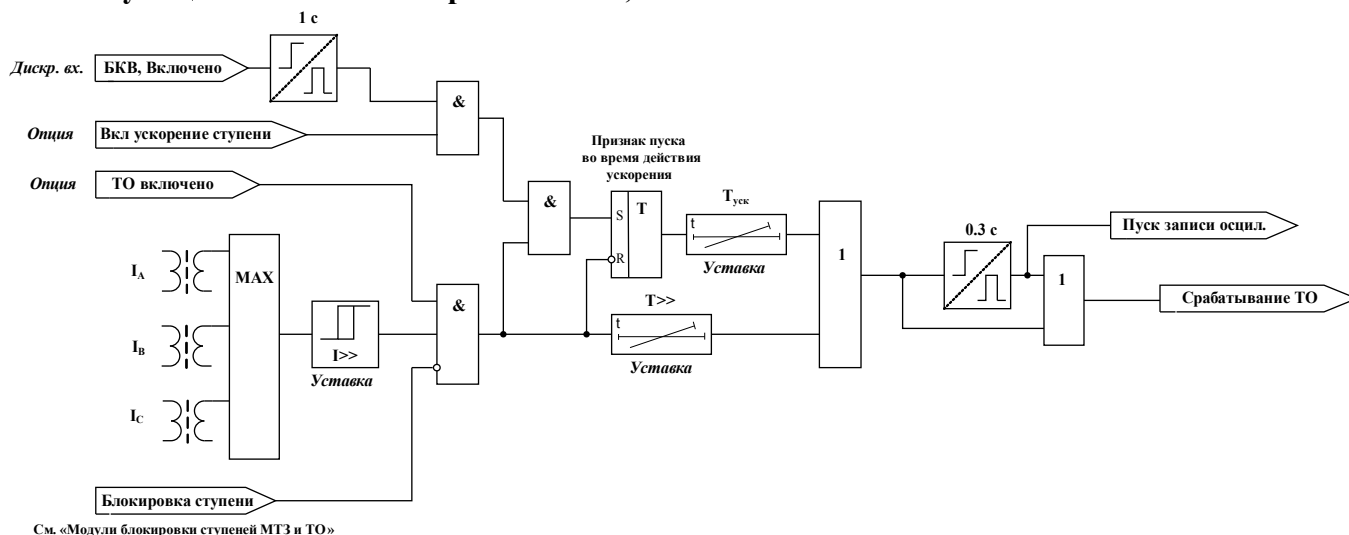 1 с
Дискр. вх.
БКВ, Включено
&
Опция
Вкл ускорение ступени
Признак пуска
во время действия
ускорения
Опция
ТО включено
&
S
T
R
Tуск
t
Уставка
1
0.3 с
Пуск записи осцил.
1
Срабатывание ТО
IA
MAX
&
T>>
t
Уставка
IB
I>>
Уставка
IC
Блокировка ступени
См. «Модули блокировки ступеней МТЗ и ТО»